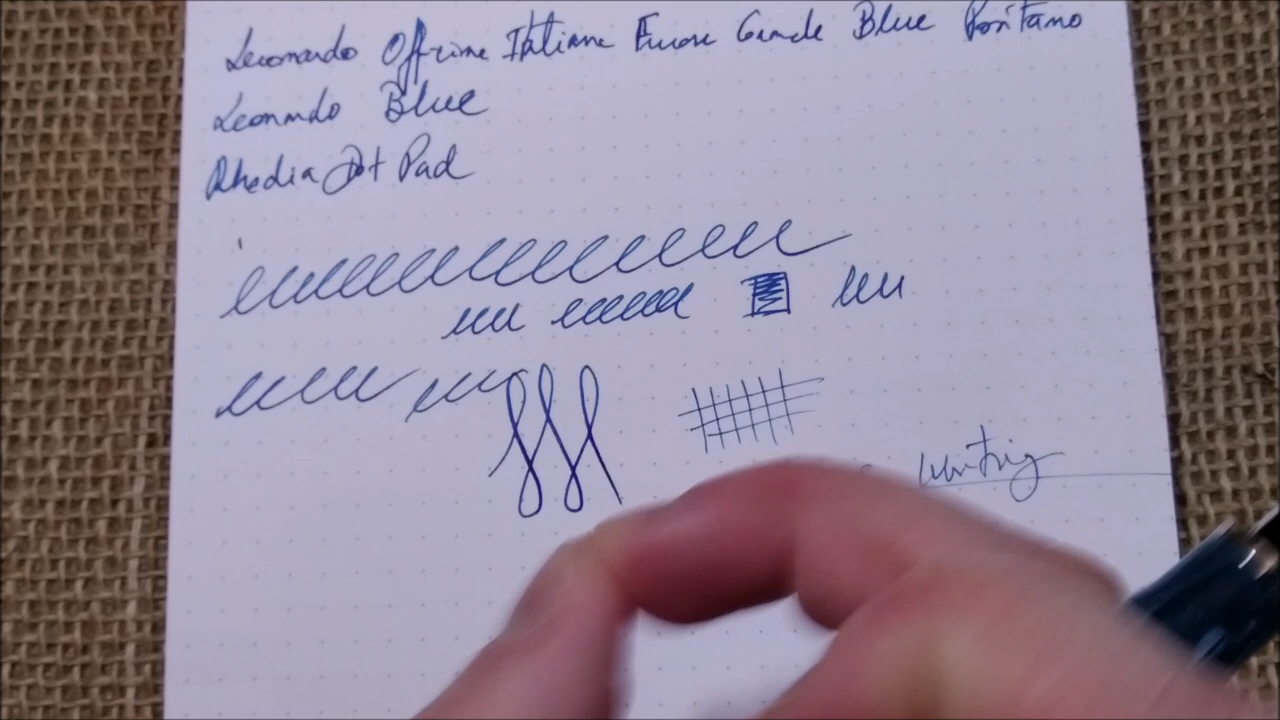 Leonardo Officina Italiana Furore Grande Blue Positano
Leonardo Blue
Rhodia Dot Pad
Writing